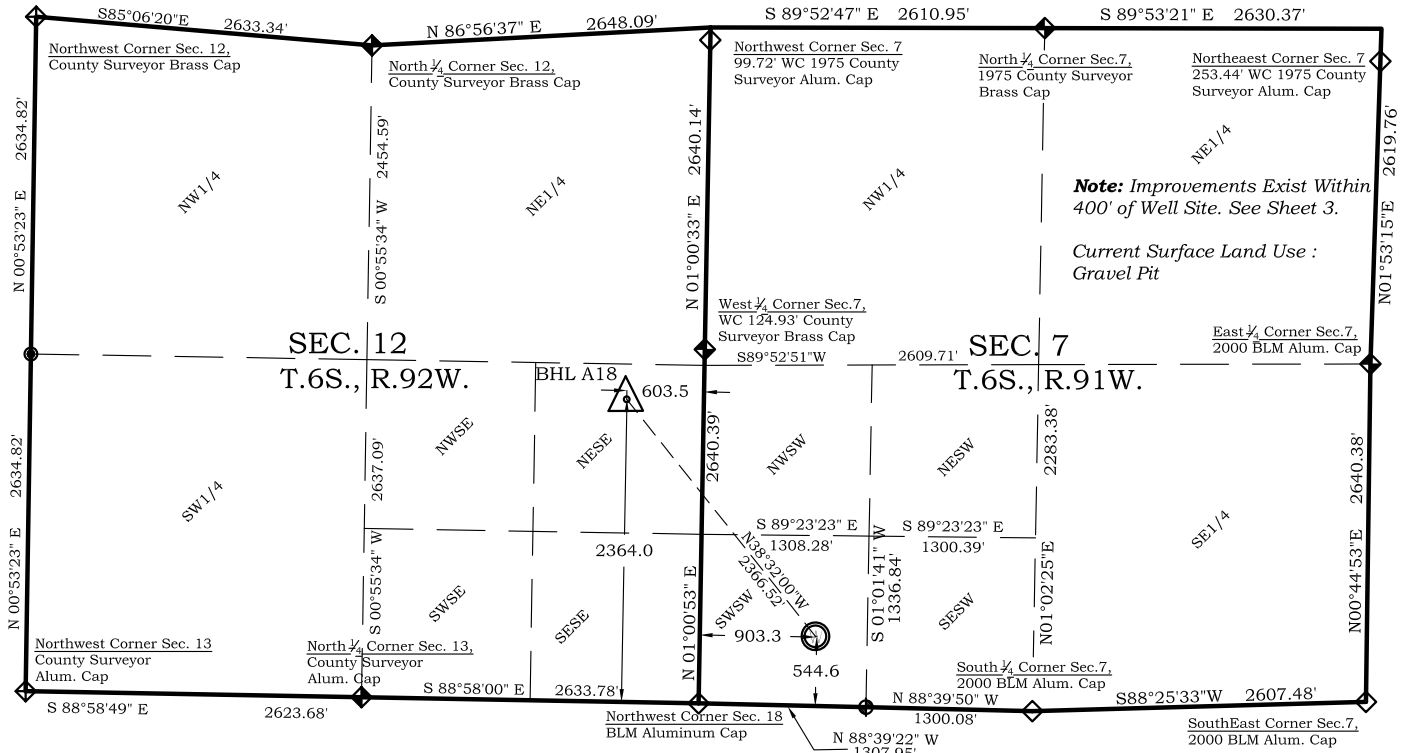 S85°06'20"E 2633.34'
N 86°56'37" E 2648.09'
S 89°52'47" E 2610.95'
S 89°53'21" E 2630.37'
Northwest Corner Sec. 12,
County Surveyor Brass Cap
North 1/4 Corner Sec. 12,
County Surveyor Brass Cap
Northwest Corner Sec. 7
99.72' WC 1975 County
Surveyor Alum. Cap
North 1/4 Corner Sec.7,
1975 County Surveyor
Brass Cap
Northeaest Corner Sec. 7
253.44' WC 1975 County
Surveyor Alum. Cap
N 00°53'23" E 2634.82'
S 00°55'34" W 2454.59'
N 01°00'33" E 2640.14'
N01°53'15"E 2619.76'
NW1/4
NE1/4
NW1/4
NE1/4
Note: Improvements Exist Within
400' of Well Site. See Sheet 3.
Current Surface Land Use :
Gravel Pit
West 1/4 Corner Sec.7,
WC 124.93' County
Surveyor Brass Cap
East 1/4 Corner Sec.7,
2000 BLM Alum. Cap
SEC. 12
T.6S., R.92W.
S89°52'51"W 2609.71'
SEC. 7
T.6S., R.91W.
BHL A18
603.5
NWSE
NESE
NWSW
NESW
SW1/4
SE1/4
N 00°53'23" E 2634.82'
S 00°55'34" W 2637.09'
N 01°00'53" E 2640.39'
N01°02'25"E 2283.38'
N00°44'53"E 2640.38'
2364.0
S 89°23'23" E
1308.28'
S 89°23'23" E
1300.39'
N38°32'00"W
2366.52'
S 01°01'41" W
1336.84'
SWSE
SESE
SWSW
SESW
903.3
544.6
Northwest Corner Sec. 13
County Surveyor
Alum. Cap
North 1/4 Corner Sec. 13,
County Surveyor
Alum. Cap
South 1/4 Corner Sec.7,
2000 BLM Alum. Cap
S 88°58'49" E 2623.68'
S 88°58'00" E 2633.78'
Northwest Corner Sec. 18
BLM Aluminum Cap
N 88°39'22" W
1307.95'
N 88°39'50" W
1300.08'
S88°25'33"W 2607.48'
SouthEast Corner Sec.7,
2000 BLM Alum. Cap